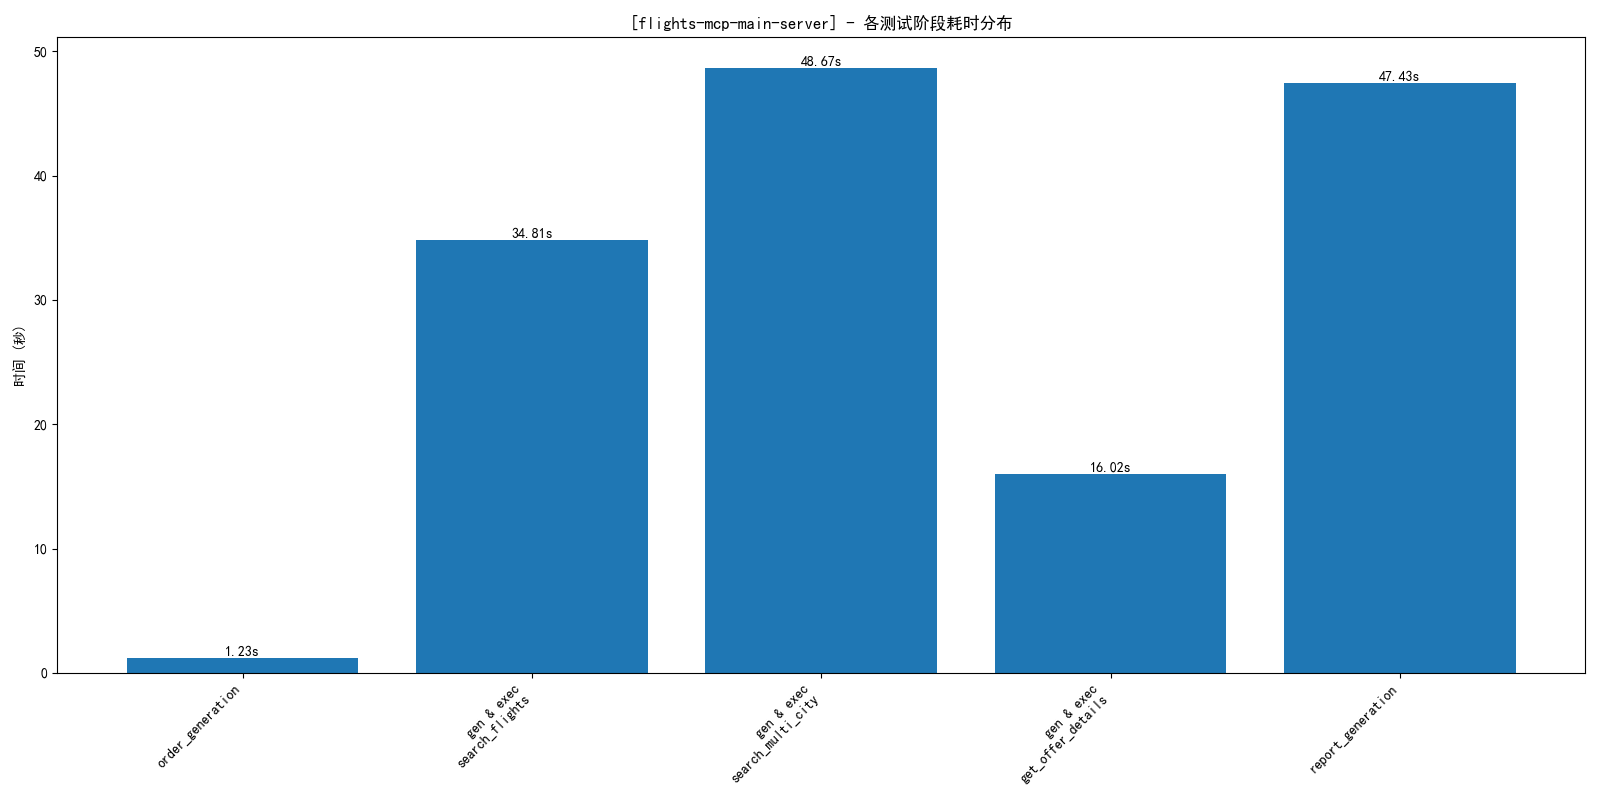 [flights-mcp-main-server] - 各测试阶段耗时分布
时间 (秒)
50
40
30
20
10
0
1.23s
34.81s
48.67s
16.02s
47.43s
order_generation
gen & exec
search_flights
gen & exec
search_multi_city
gen & exec
get_offer_details
report_generation